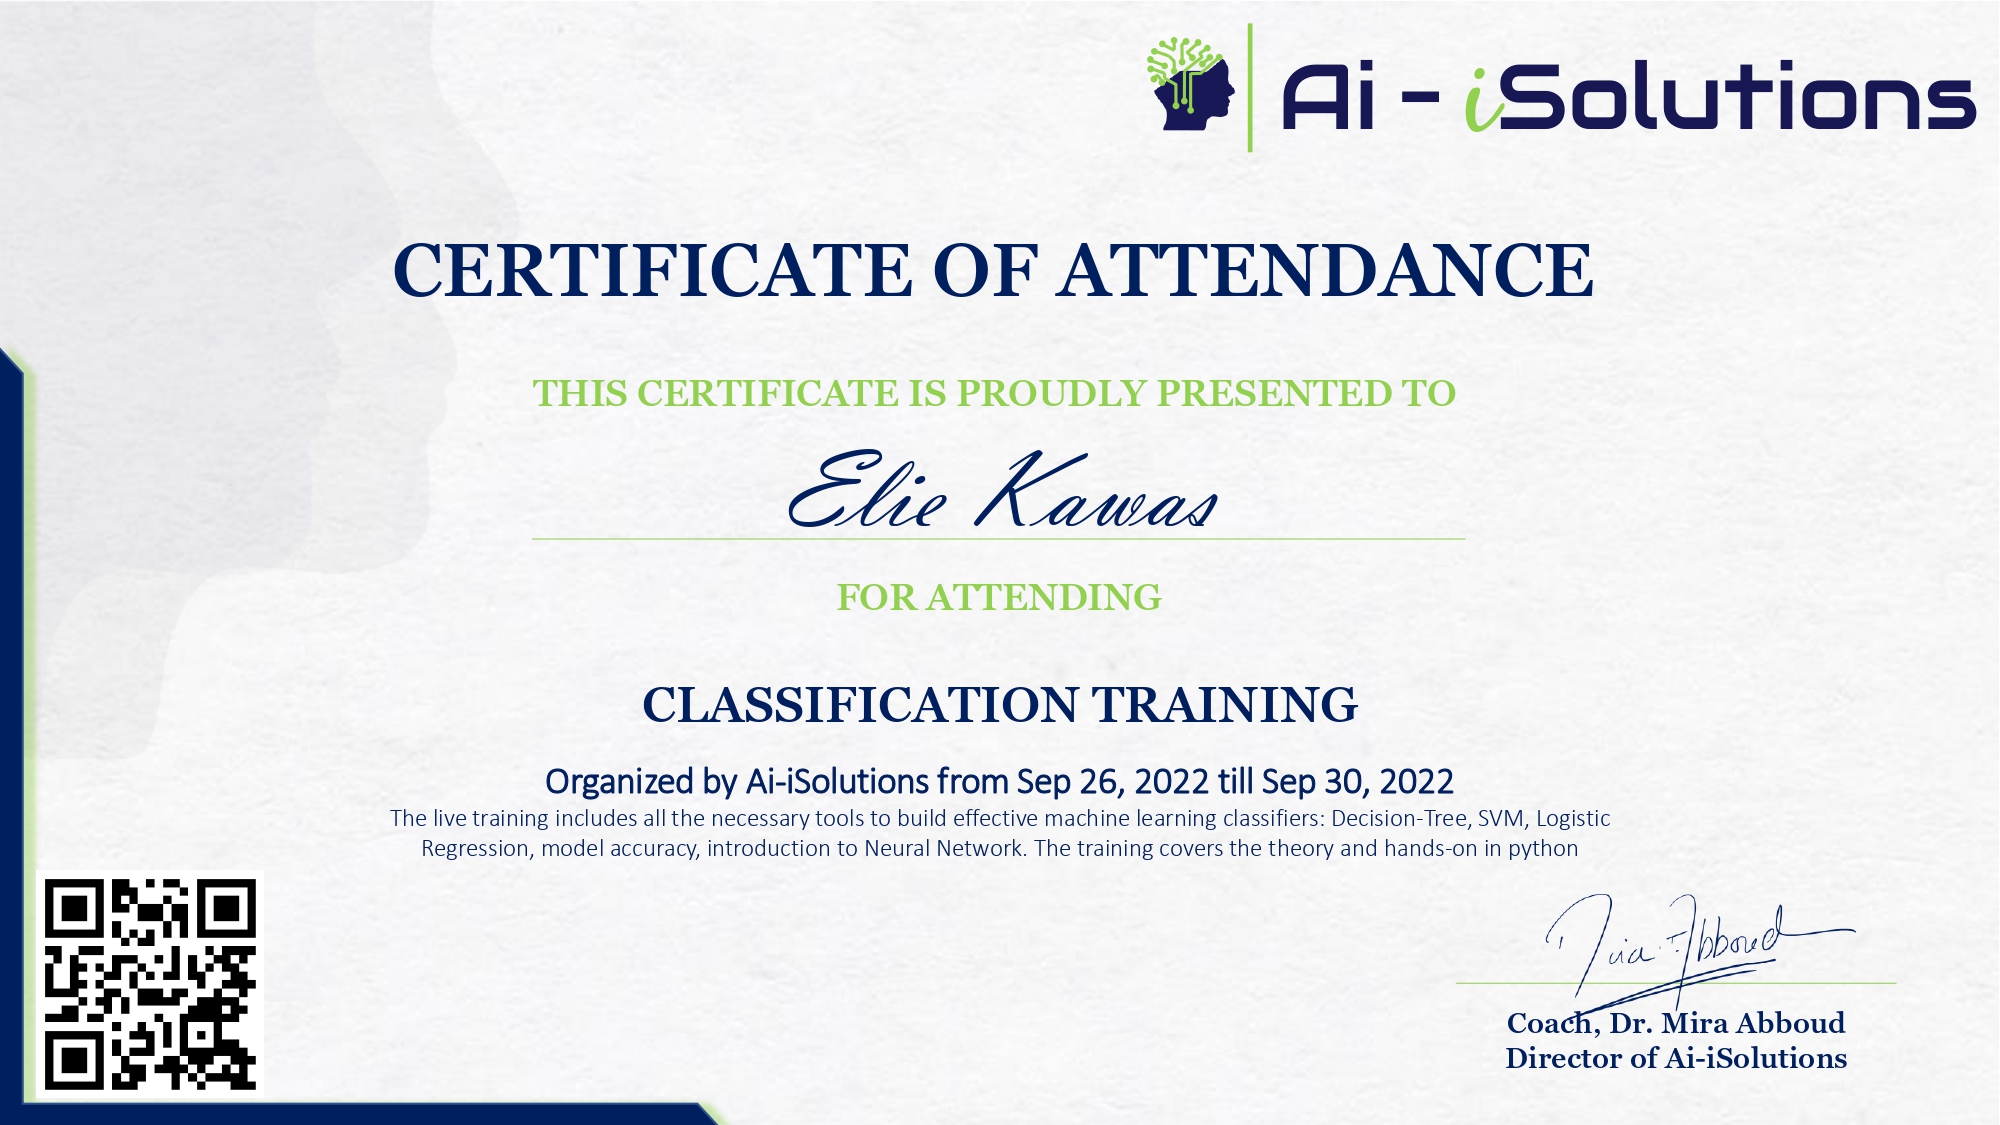 Ai - iSolutions
CERTIFICATE OF ATTENDANCE
THIS CERTIFICATE IS PROUDLY PRESENTED TO
Elie Kawas
FOR ATTENDING
CLASSIFICATION TRAINING
Organized by Ai-iSolutions from Sep 26, 2022 till Sep 30, 2022
The live training includes all the necessary tools to build effective machine learning classifiers: Decision-Tree, SVM, Logistic
Regression, model accuracy, introduction to Neural Network. The training covers the theory and hands-on in python
Mira Abboud
Coach, Dr. Mira Abboud
Director of Ai-iSolutions